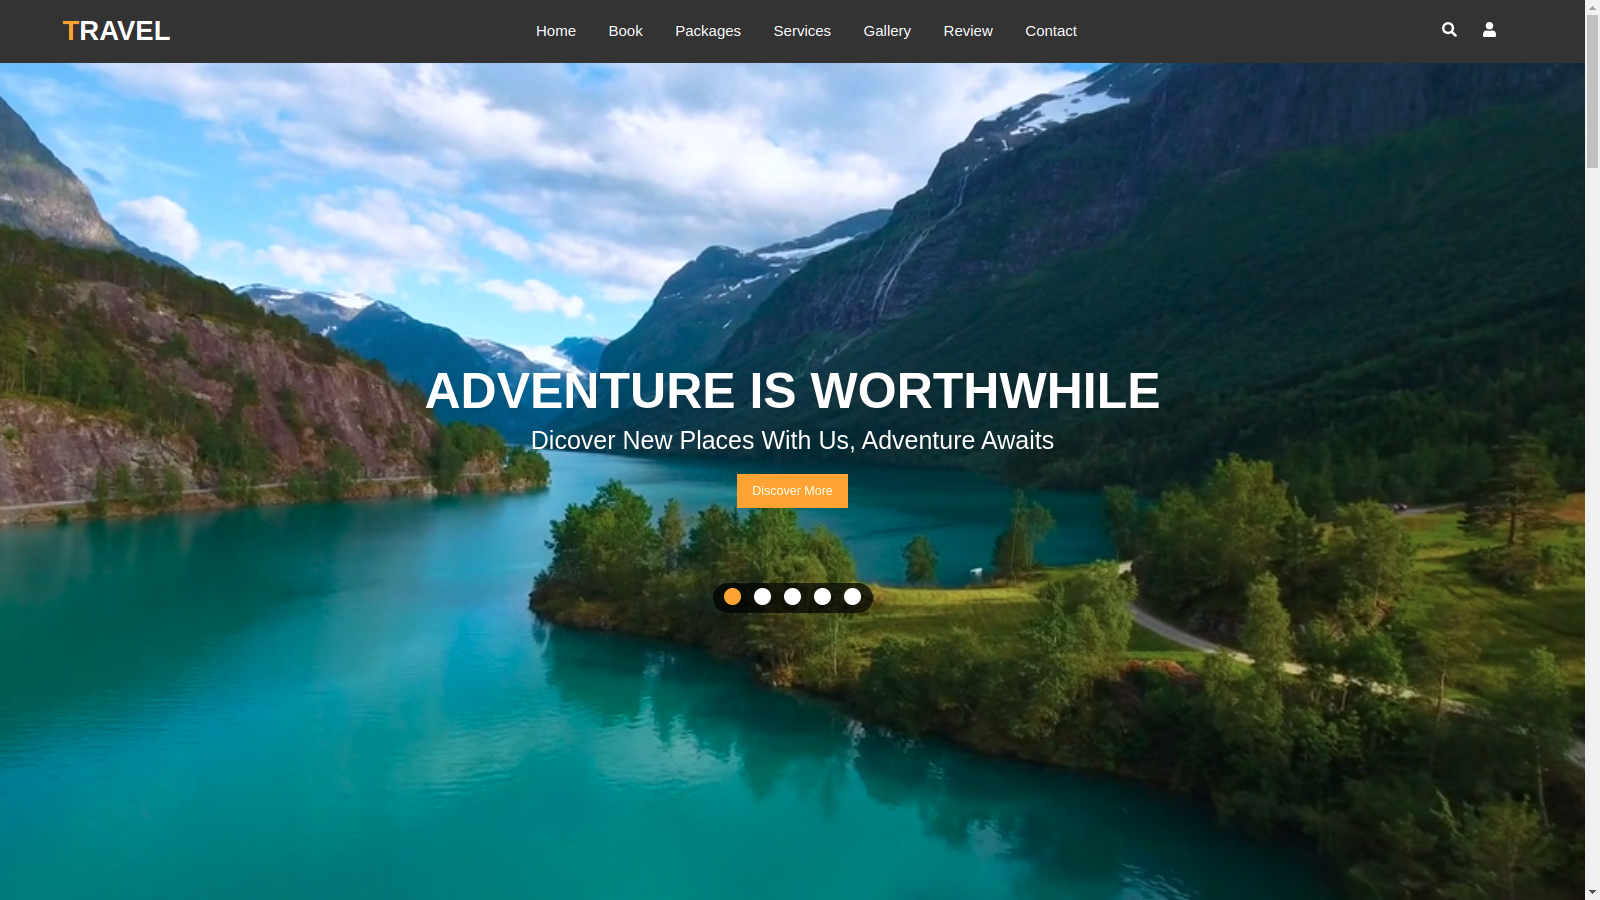 TRAVEL
Home Book Packages Services Gallery Review Contact
ADVENTURE IS WORTHWHILE
Dicover New Places With Us, Adventure Awaits
Discover More